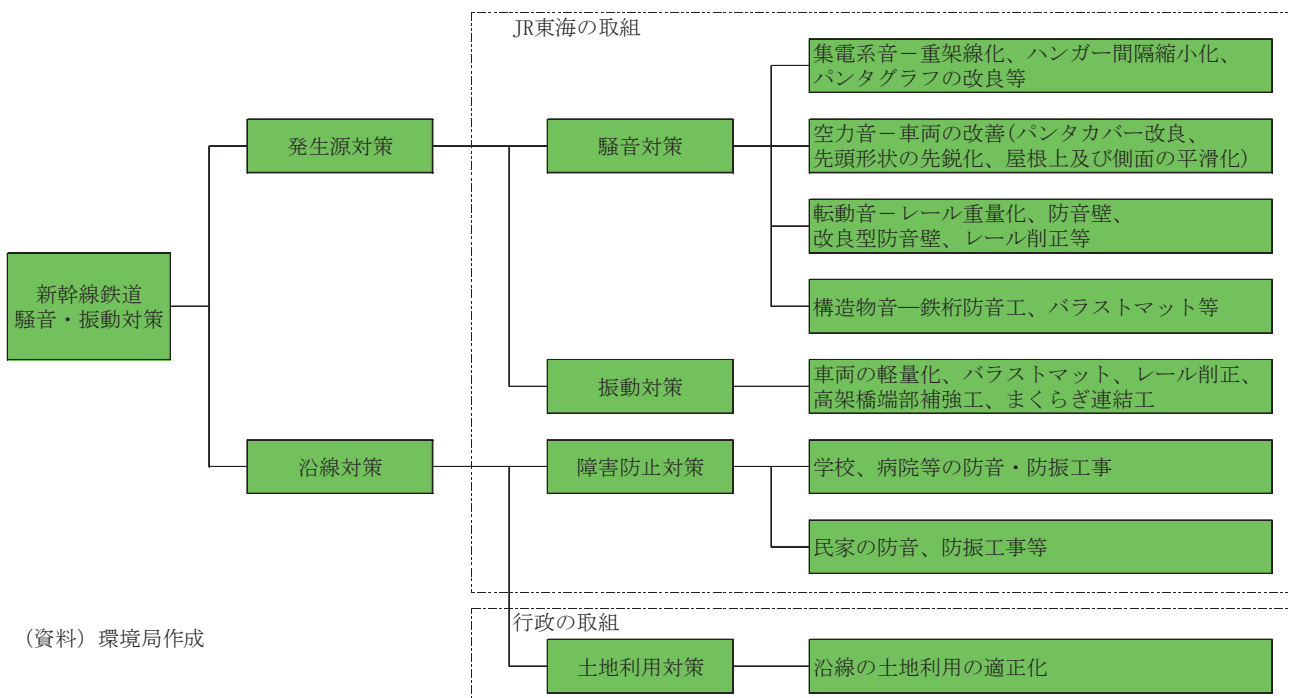 JR東海の取組
集電系音－重架線化、ハンガー間隔縮小化、
パンタグラフの改良等
発生源対策
騒音対策
空力音－車両の改善(パンタカバー改良、
先頭形状の先鋭化、屋根上及び側面の平滑化)
転動音－レール重量化、防音壁、
改良型防音壁、レール削正等
新幹線鉄道
騒音・振動対策
構造物音―鉄桁防音工、バラストマット等
振動対策
車両の軽量化、バラストマット、レール削正、
高架橋端部補強工、まくらぎ連結工
沿線対策
障害防止対策
学校、病院等の防音・防振工事
民家の防音、防振工事等
行政の取組
(資料) 環境局作成
土地利用対策
沿線の土地利用の適正化